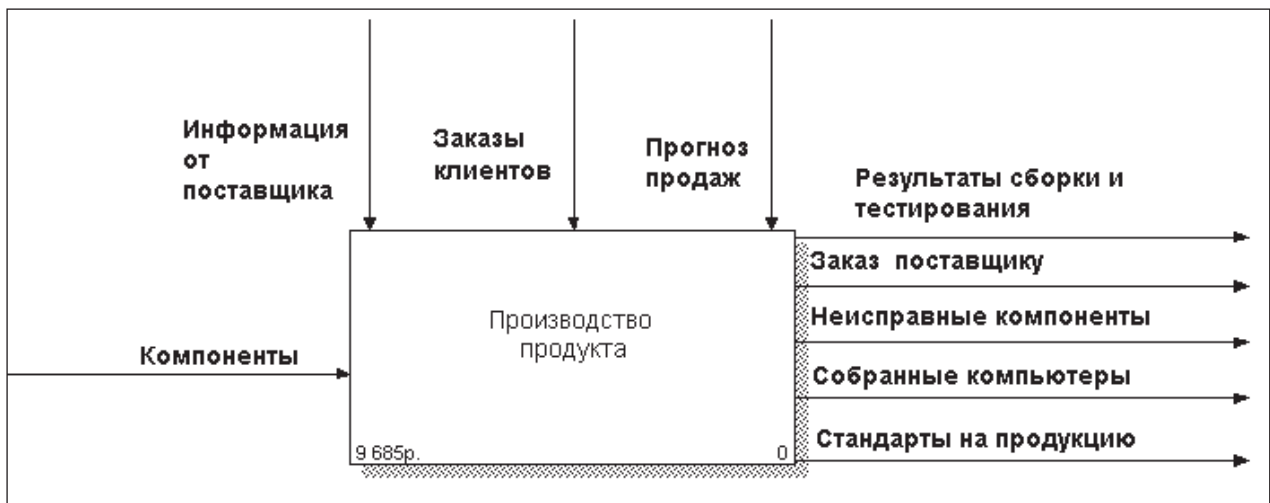 Информация
от
поставщика
Заказы
клиентов
Прогноз
продаж
Результаты сборки и
тестирования
Заказ поставщику
Неисправные компоненты
Собранные компьютеры
Стандарты на продукцию
Компоненты
Производство
продукта
9 685р.
0